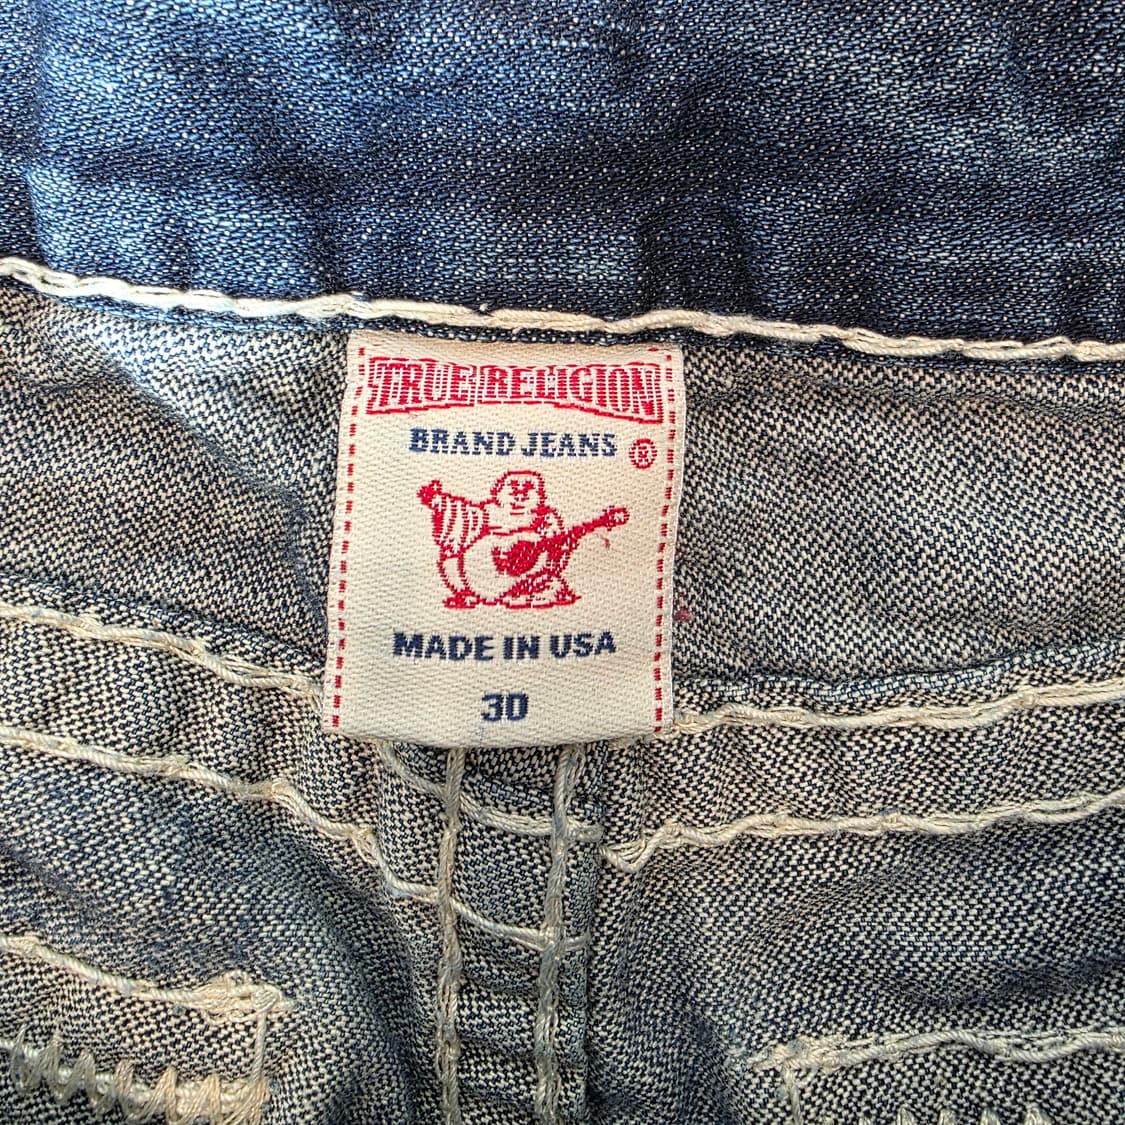 TRUE RELIGION
BRAND JEANS ®
MADE IN USA
30